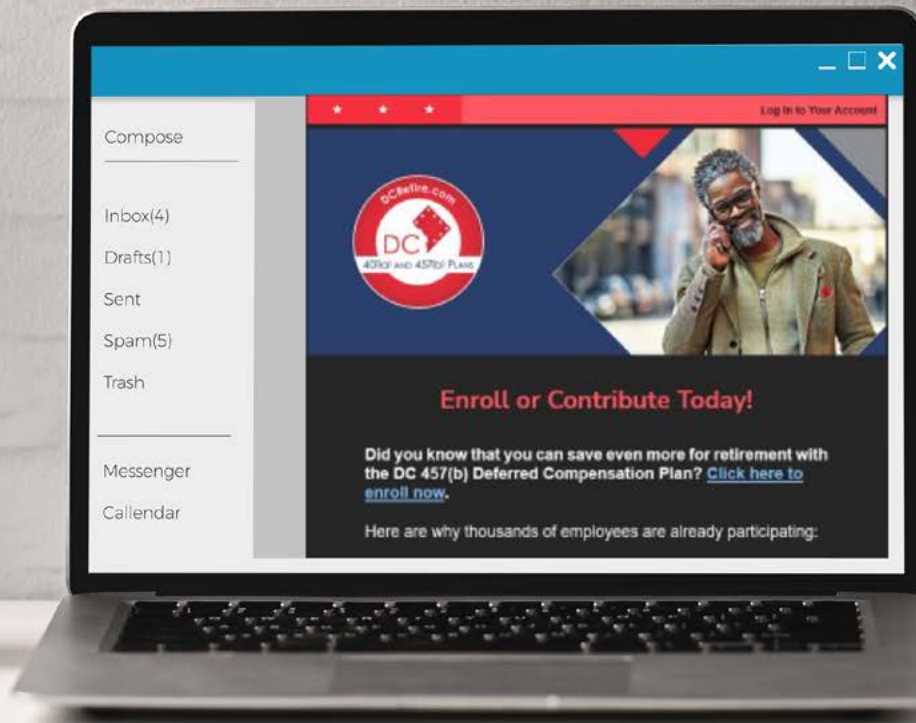 Compose
Inbox(4)
Drafts(1)
Sent
Spam(5)
Trash
Messenger
Callendar
Log In to Your Account
DCRetire.com
DC
401(a) AND 457(b) PLANS
Enroll or Contribute Today!
Did you know that you can save even more for retirement with
the DC 457(b) Deferred Compensation Plan? Click here to
enroll now.
Here are why thousands of employees are already participating: